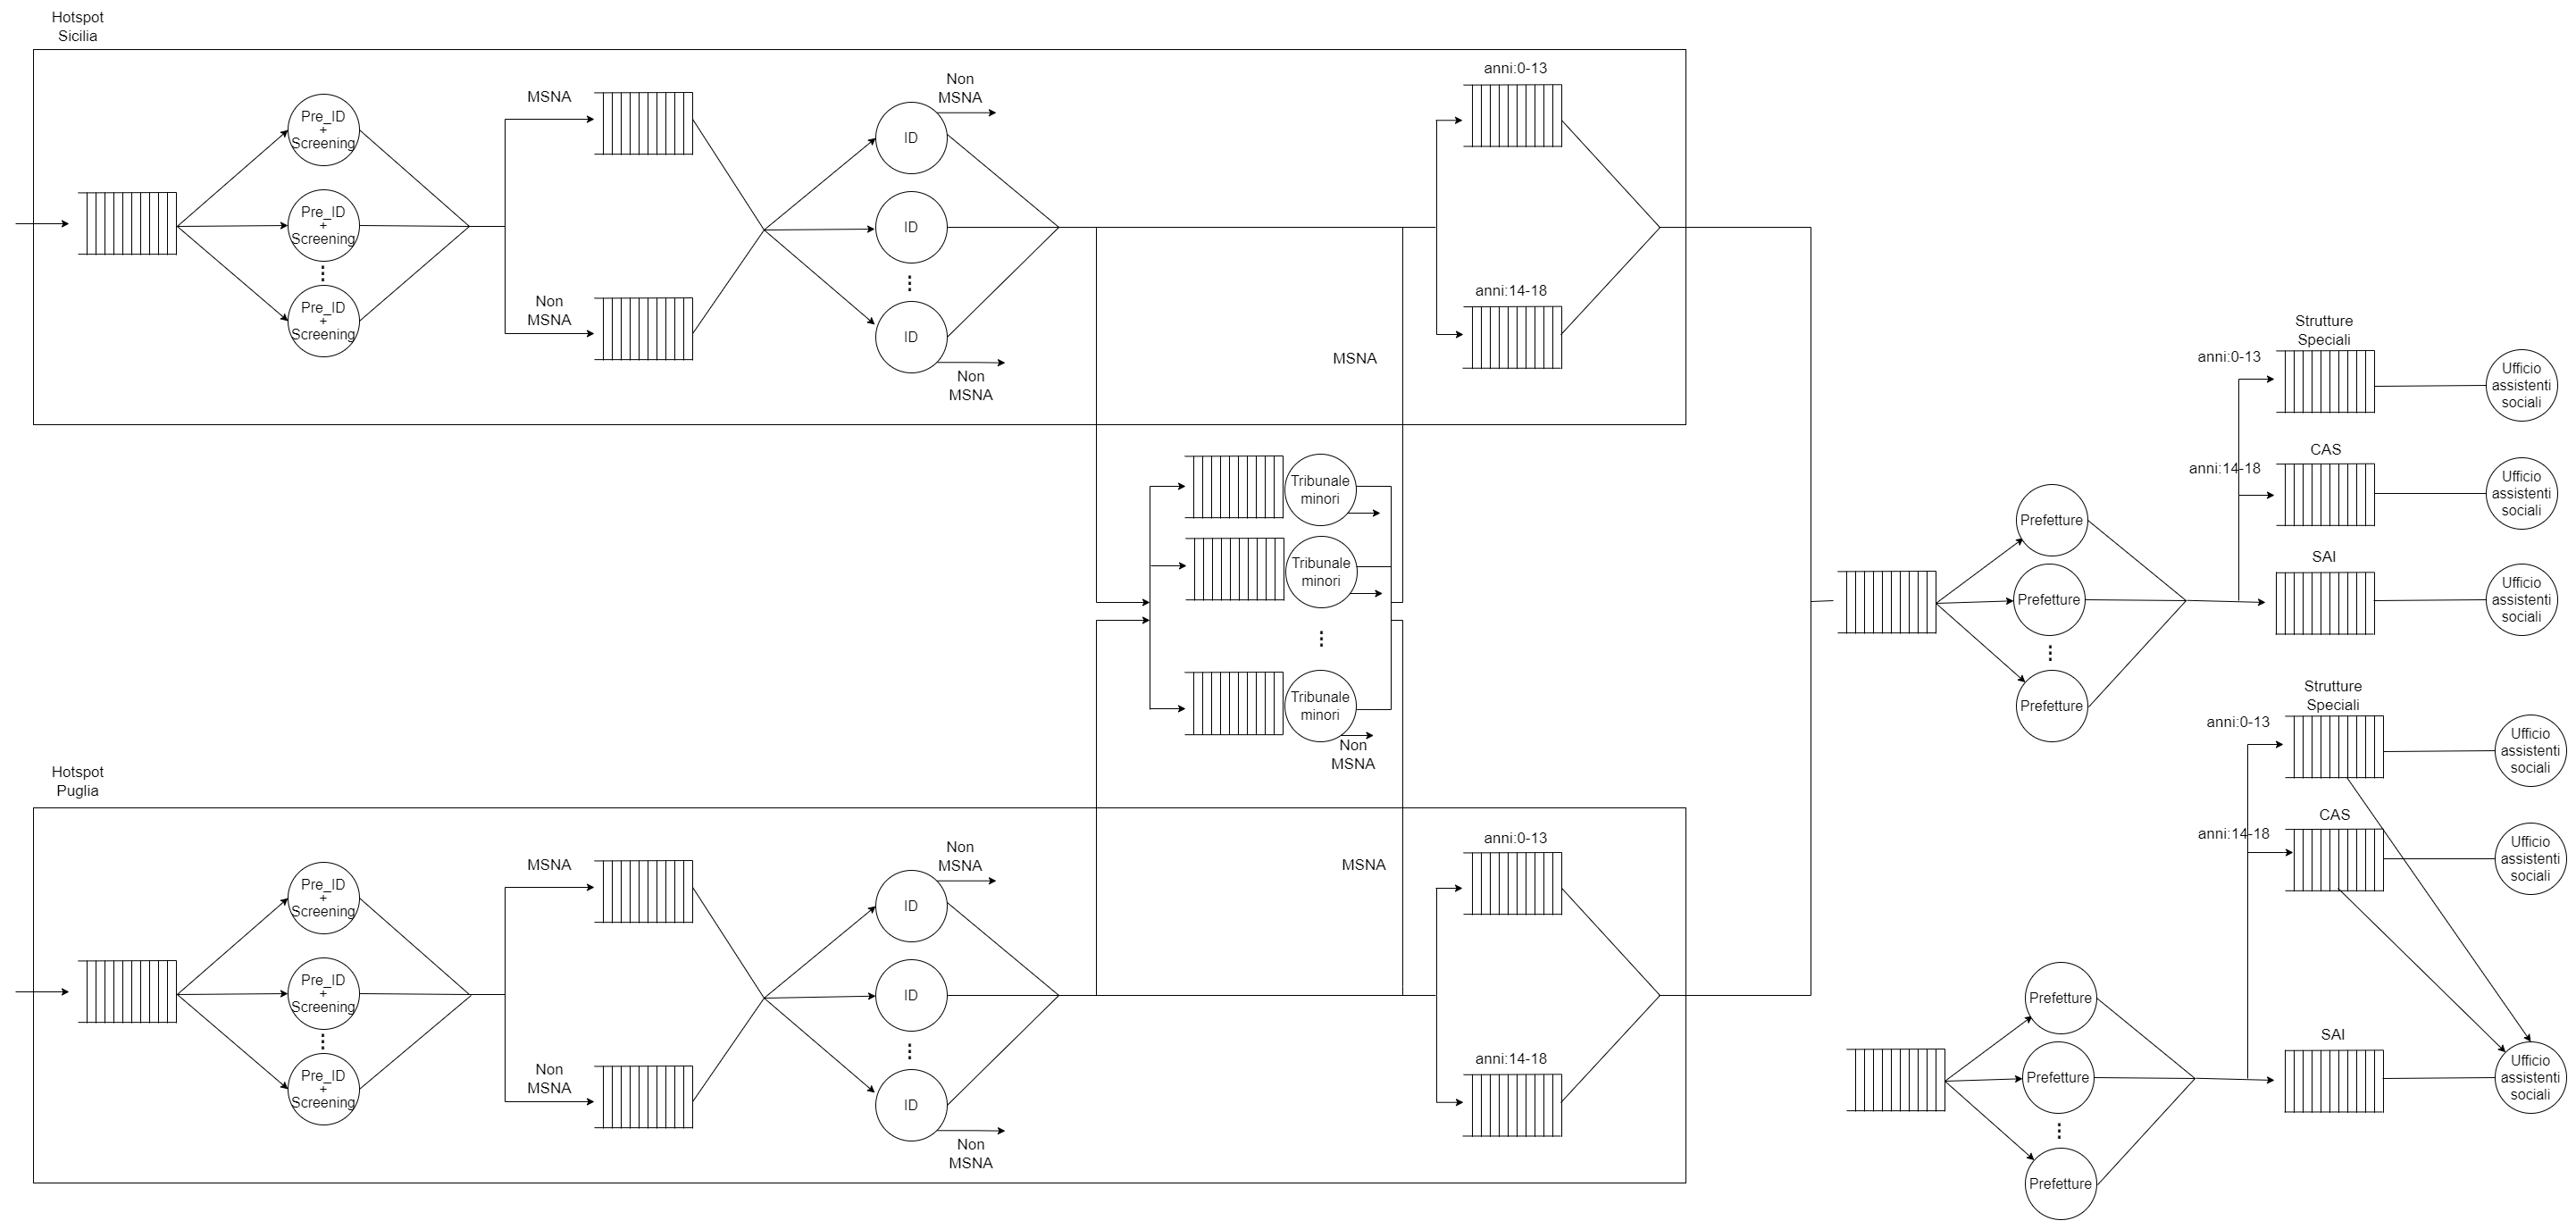 Hotspot
Sicilia
Pre_ID
+
Screening
Pre_ID
+
Screening
Pre_ID
+
Screening
MSNA
Non
MSNA
ID
ID
ID
Non
MSNA
Non
MSNA
MSNA
anni:0-13
anni:14-18
Tribunale
minori
Tribunale
minori
Tribunale
minori
Non
MSNA
Hotspot
Puglia
Pre_ID
+
Screening
Pre_ID
+
Screening
Pre_ID
+
Screening
MSNA
Non
MSNA
ID
ID
ID
Non
MSNA
Non
MSNA
MSNA
anni:0-13
anni:14-18
Prefetture
Prefetture
Prefetture
anni:0-13
anni:14-18
Strutture
Speciali
CAS
SAI
Ufficio
assistenti
sociali
Ufficio
assistenti
sociali
Ufficio
assistenti
sociali
Prefetture
Prefetture
Prefetture
anni:0-13
anni:14-18
Strutture
Speciali
CAS
SAI
Ufficio
assistenti
sociali
Ufficio
assistenti
sociali
Ufficio
assistenti
sociali